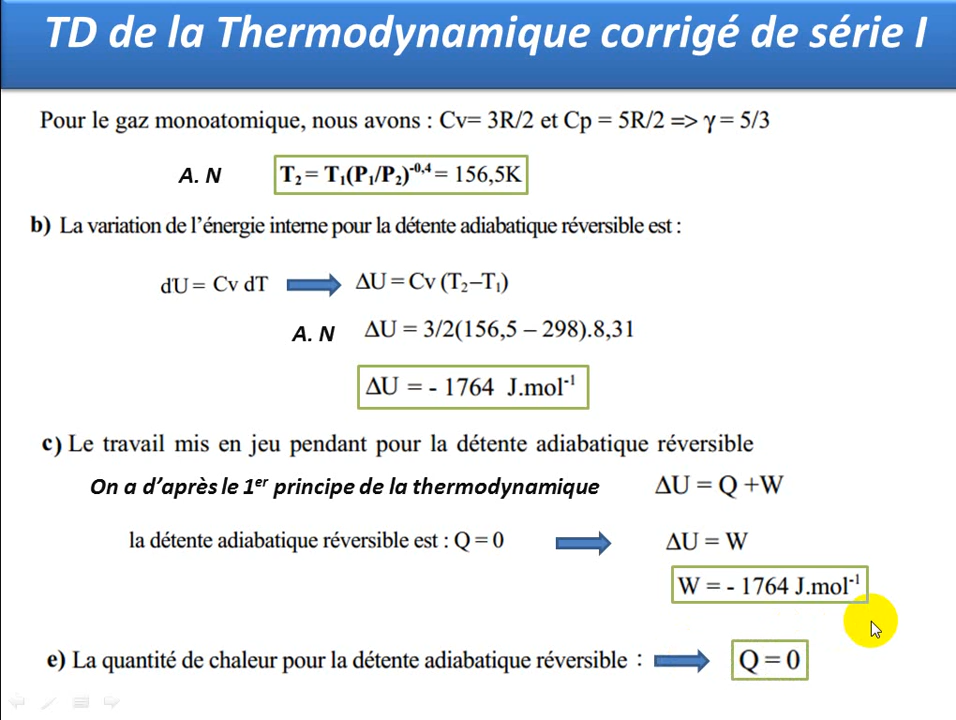 TD de la Thermodynamique corrigé de série I
Pour le gaz monoatomique, nous avons : Cv= 3R/2 et Cp = 5R/2 => γ = 5/3
A. N T₂ = T₁(P₁/P₂)⁻⁰,⁴ = 156,5K
b) La variation de l’énergie interne pour la détente adiabatique réversible est :
dU = Cv dT ΔU = Cv (T₂–T₁)
A. N ΔU = 3/2(156,5 – 298).8,31
ΔU = - 1764 J.mol⁻¹
c) Le travail mis en jeu pendant pour la détente adiabatique réversible
On a d’après le 1ᵉʳ principe de la thermodynamique ΔU = Q +W
la détente adiabatique réversible est : Q = 0 ΔU = W
W = - 1764 J.mol⁻¹
e) La quantité de chaleur pour la détente adiabatique réversible : Q = 0